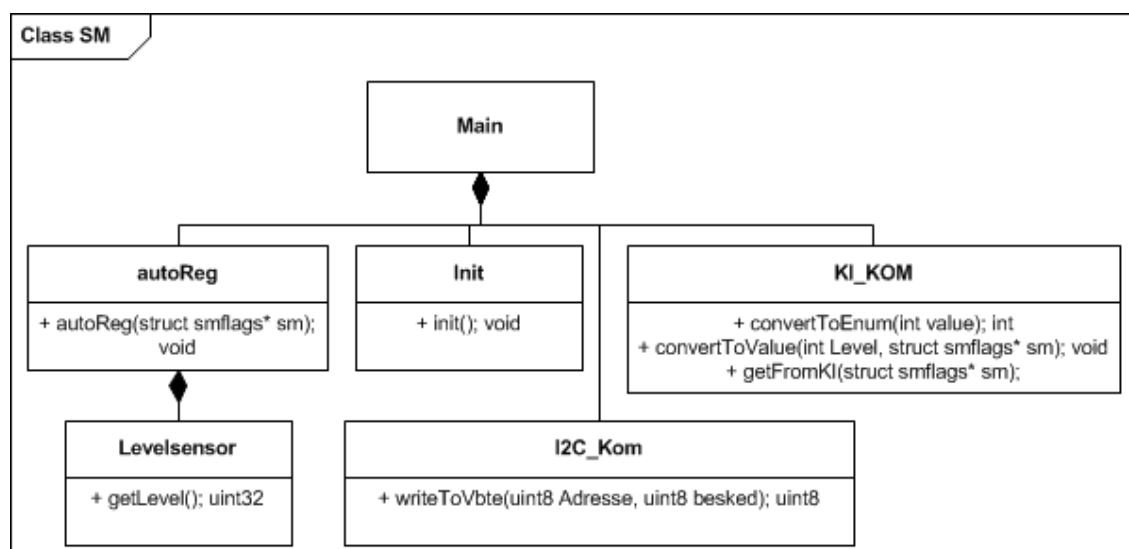 Class SM
Main
autoReg
+ autoReg(struct smflags* sm);
void
Init
+ init(); void
KI_KOM
+ convertToEnum(int value); int
+ convertToValue(int Level, struct smflags* sm); void
+ getFromKI(struct smflags* sm);
Levelsensor
+ getLevel(); uint32
I2C_Kom
+ writeToVbte(uint8 Adresse, uint8 besked); uint8